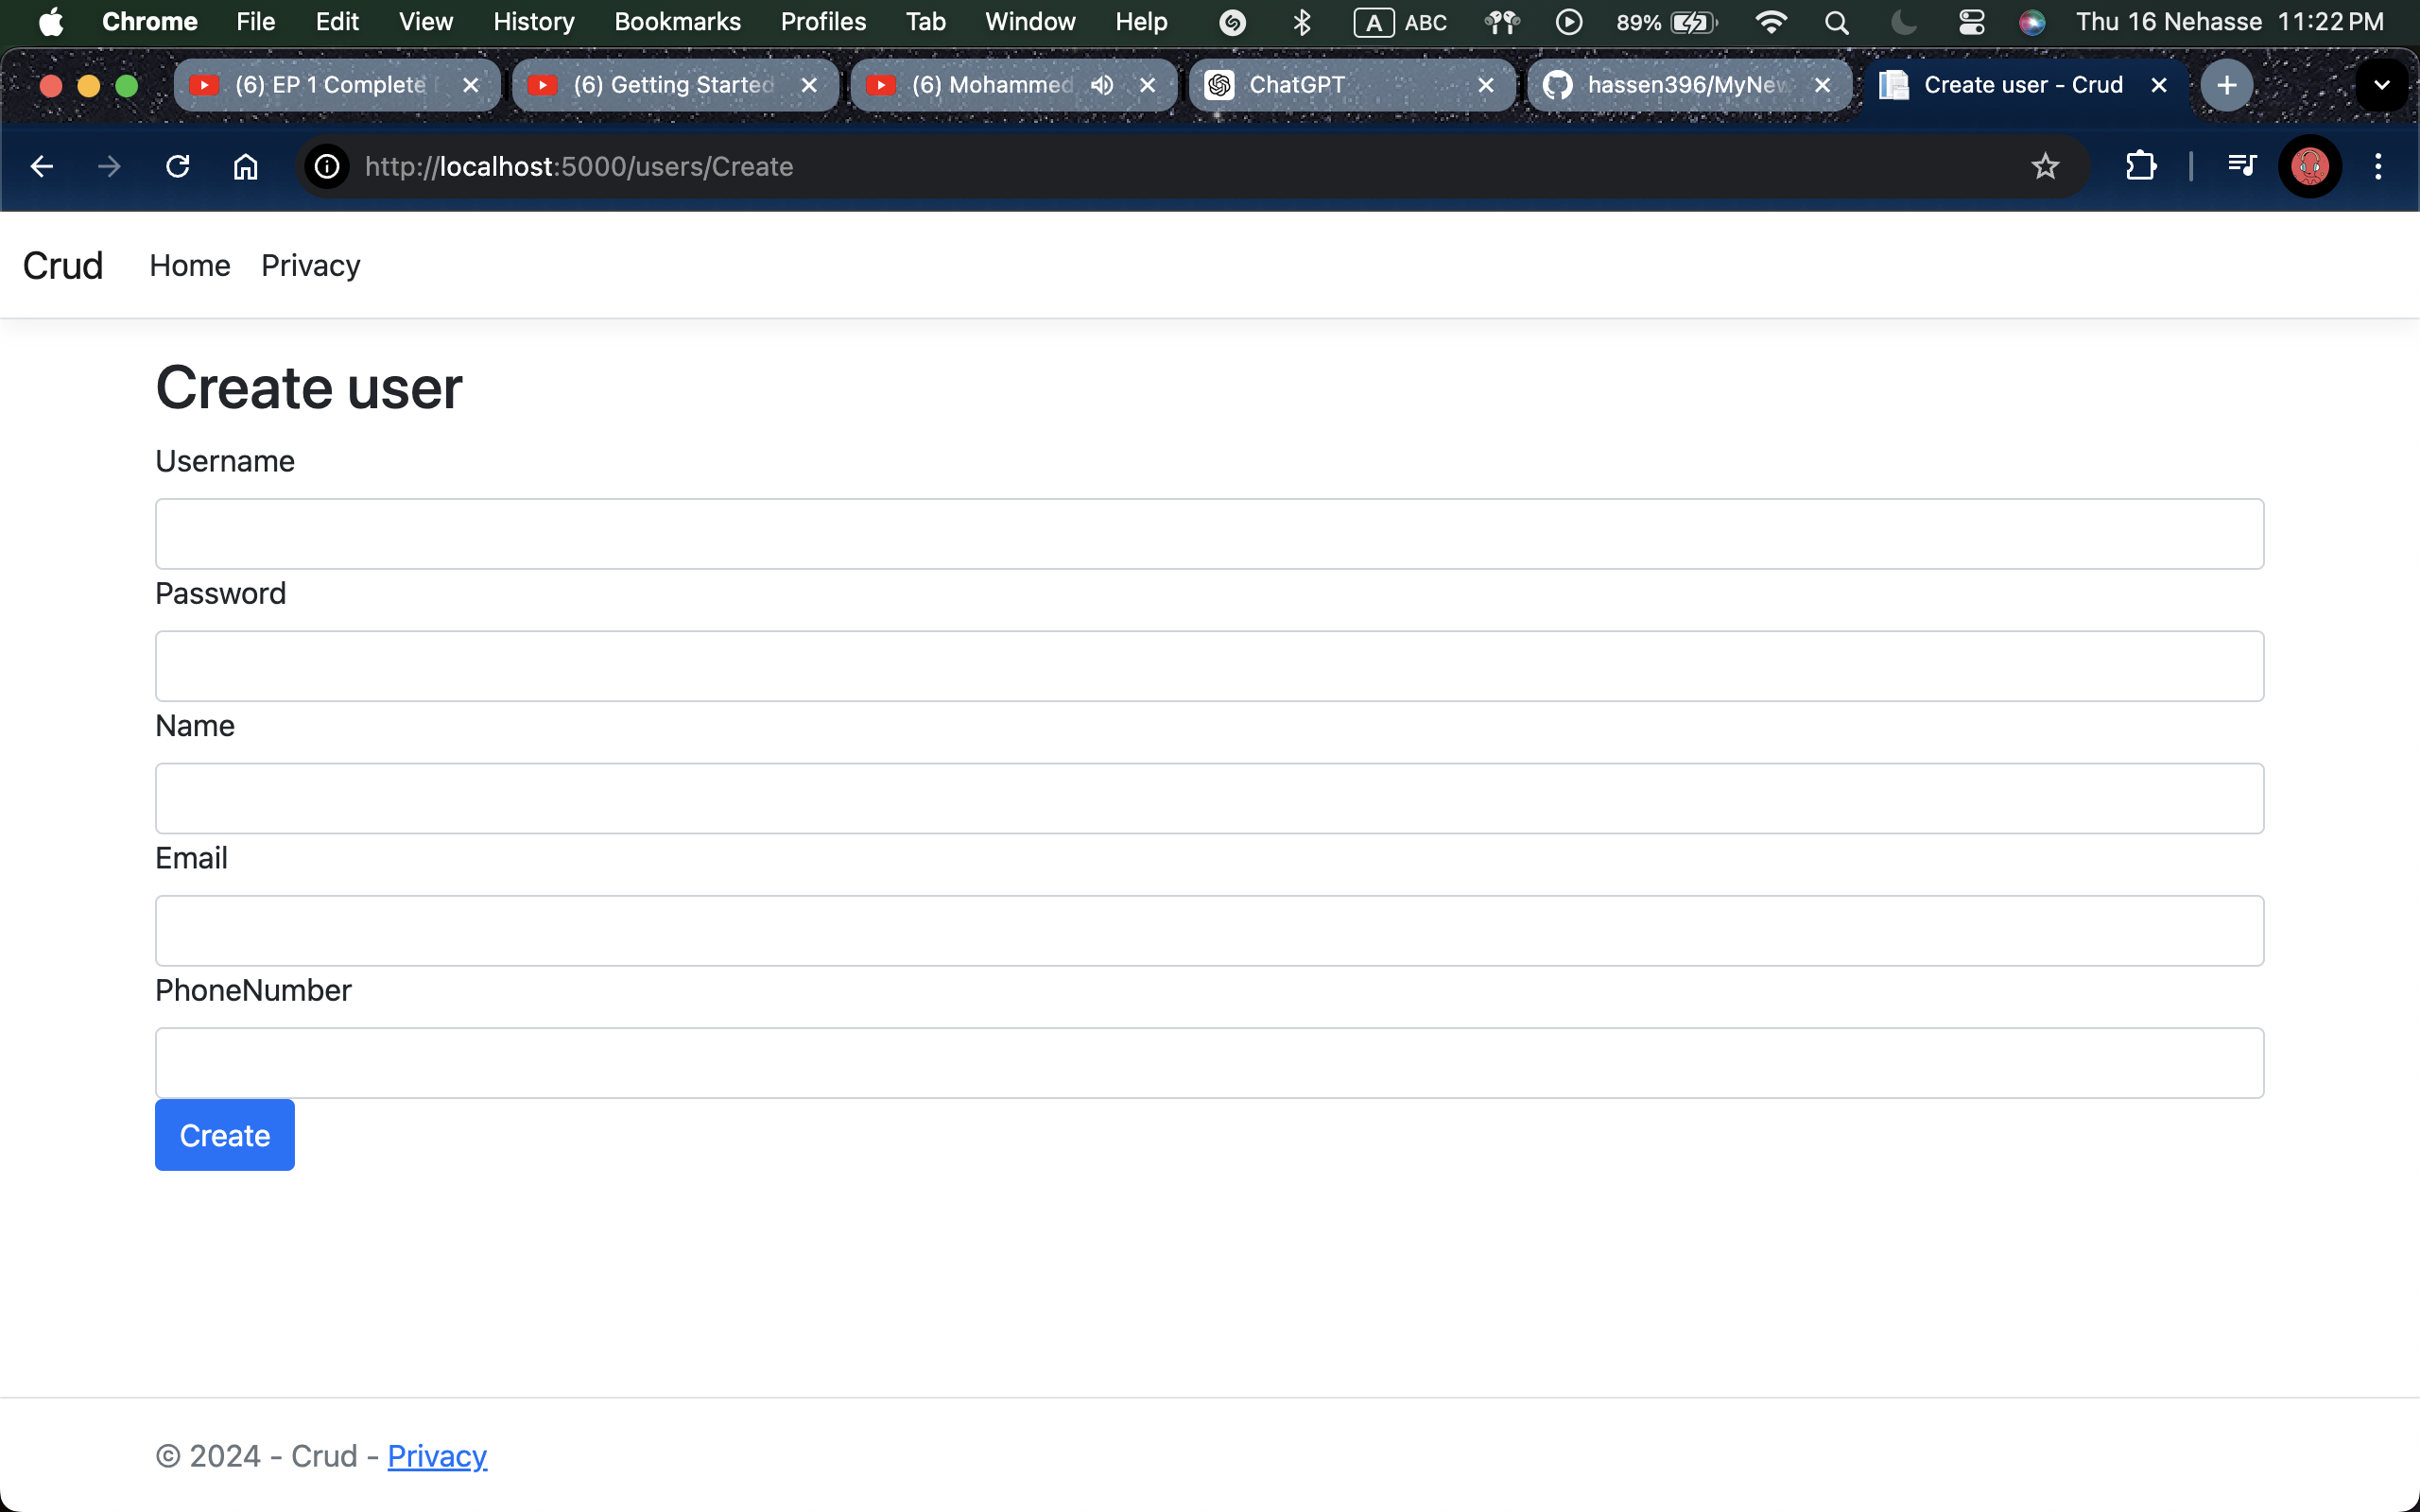 Chrome File Edit View History Bookmarks Profiles Tab Window Help A ABC 89% Thu 16 Nehasse 11:22 PM
(6) EP 1 Complete (6) Getting Started (6) Mohammed ChatGPT hassen396/MyNew Create user - Crud
http://localhost:5000/users/Create
Crud Home Privacy
Create user
Username
Password
Name
Email
PhoneNumber
Create
© 2024 - Crud - Privacy